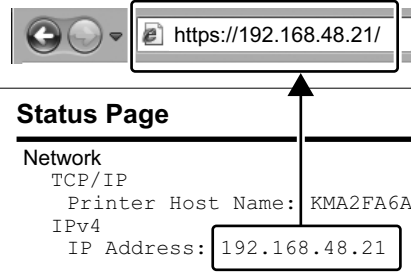 https://192.168.48.21/
Status Page
Network
TCP/IP
Printer Host Name: KMA2FA6A
IPv4
IP Address: 192.168.48.21